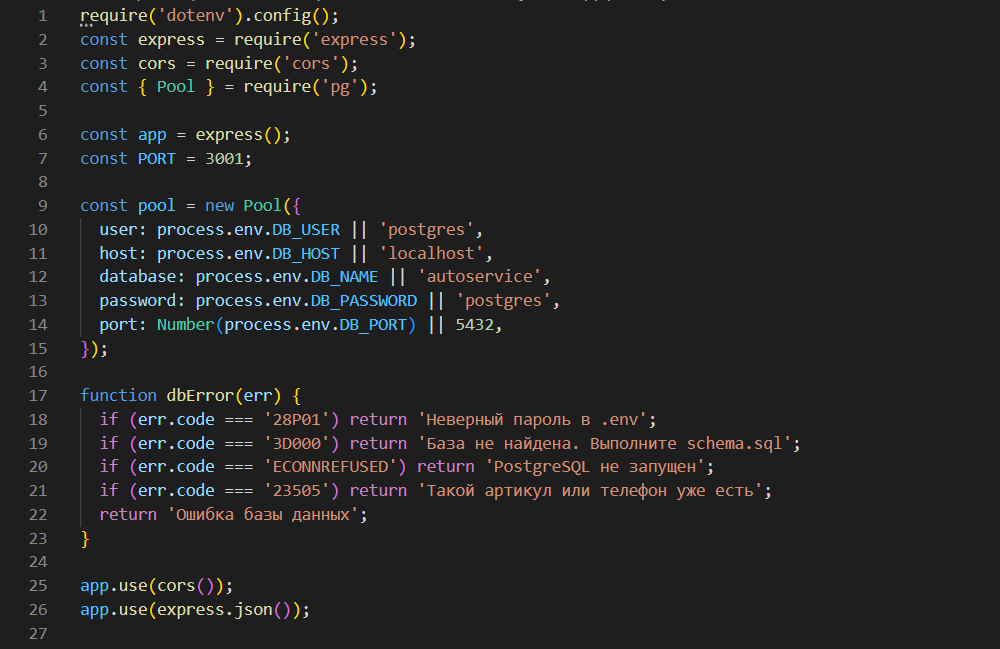 1 require('dotenv').config();
2 const express = require('express');
3 const cors = require('cors');
4 const { Pool } = require('pg');
5
6 const app = express();
7 const PORT = 3001;
8
9 const pool = new Pool({
10   user: process.env.DB_USER || 'postgres',
11   host: process.env.DB_HOST || 'localhost',
12   database: process.env.DB_NAME || 'autoservice',
13   password: process.env.DB_PASSWORD || 'postgres',
14   port: Number(process.env.DB_PORT) || 5432,
15 });
16
17 function dbError(err) {
18   if (err.code === '28P01') return 'Неверный пароль в .env';
19   if (err.code === '3D000') return 'База не найдена. Выполните schema.sql';
20   if (err.code === 'ECONNREFUSED') return 'PostgreSQL не запущен';
21   if (err.code === '23505') return 'Такой артикул или телефон уже есть';
22   return 'Ошибка базы данных';
23 }
24
25 app.use(cors());
26 app.use(express.json());
27